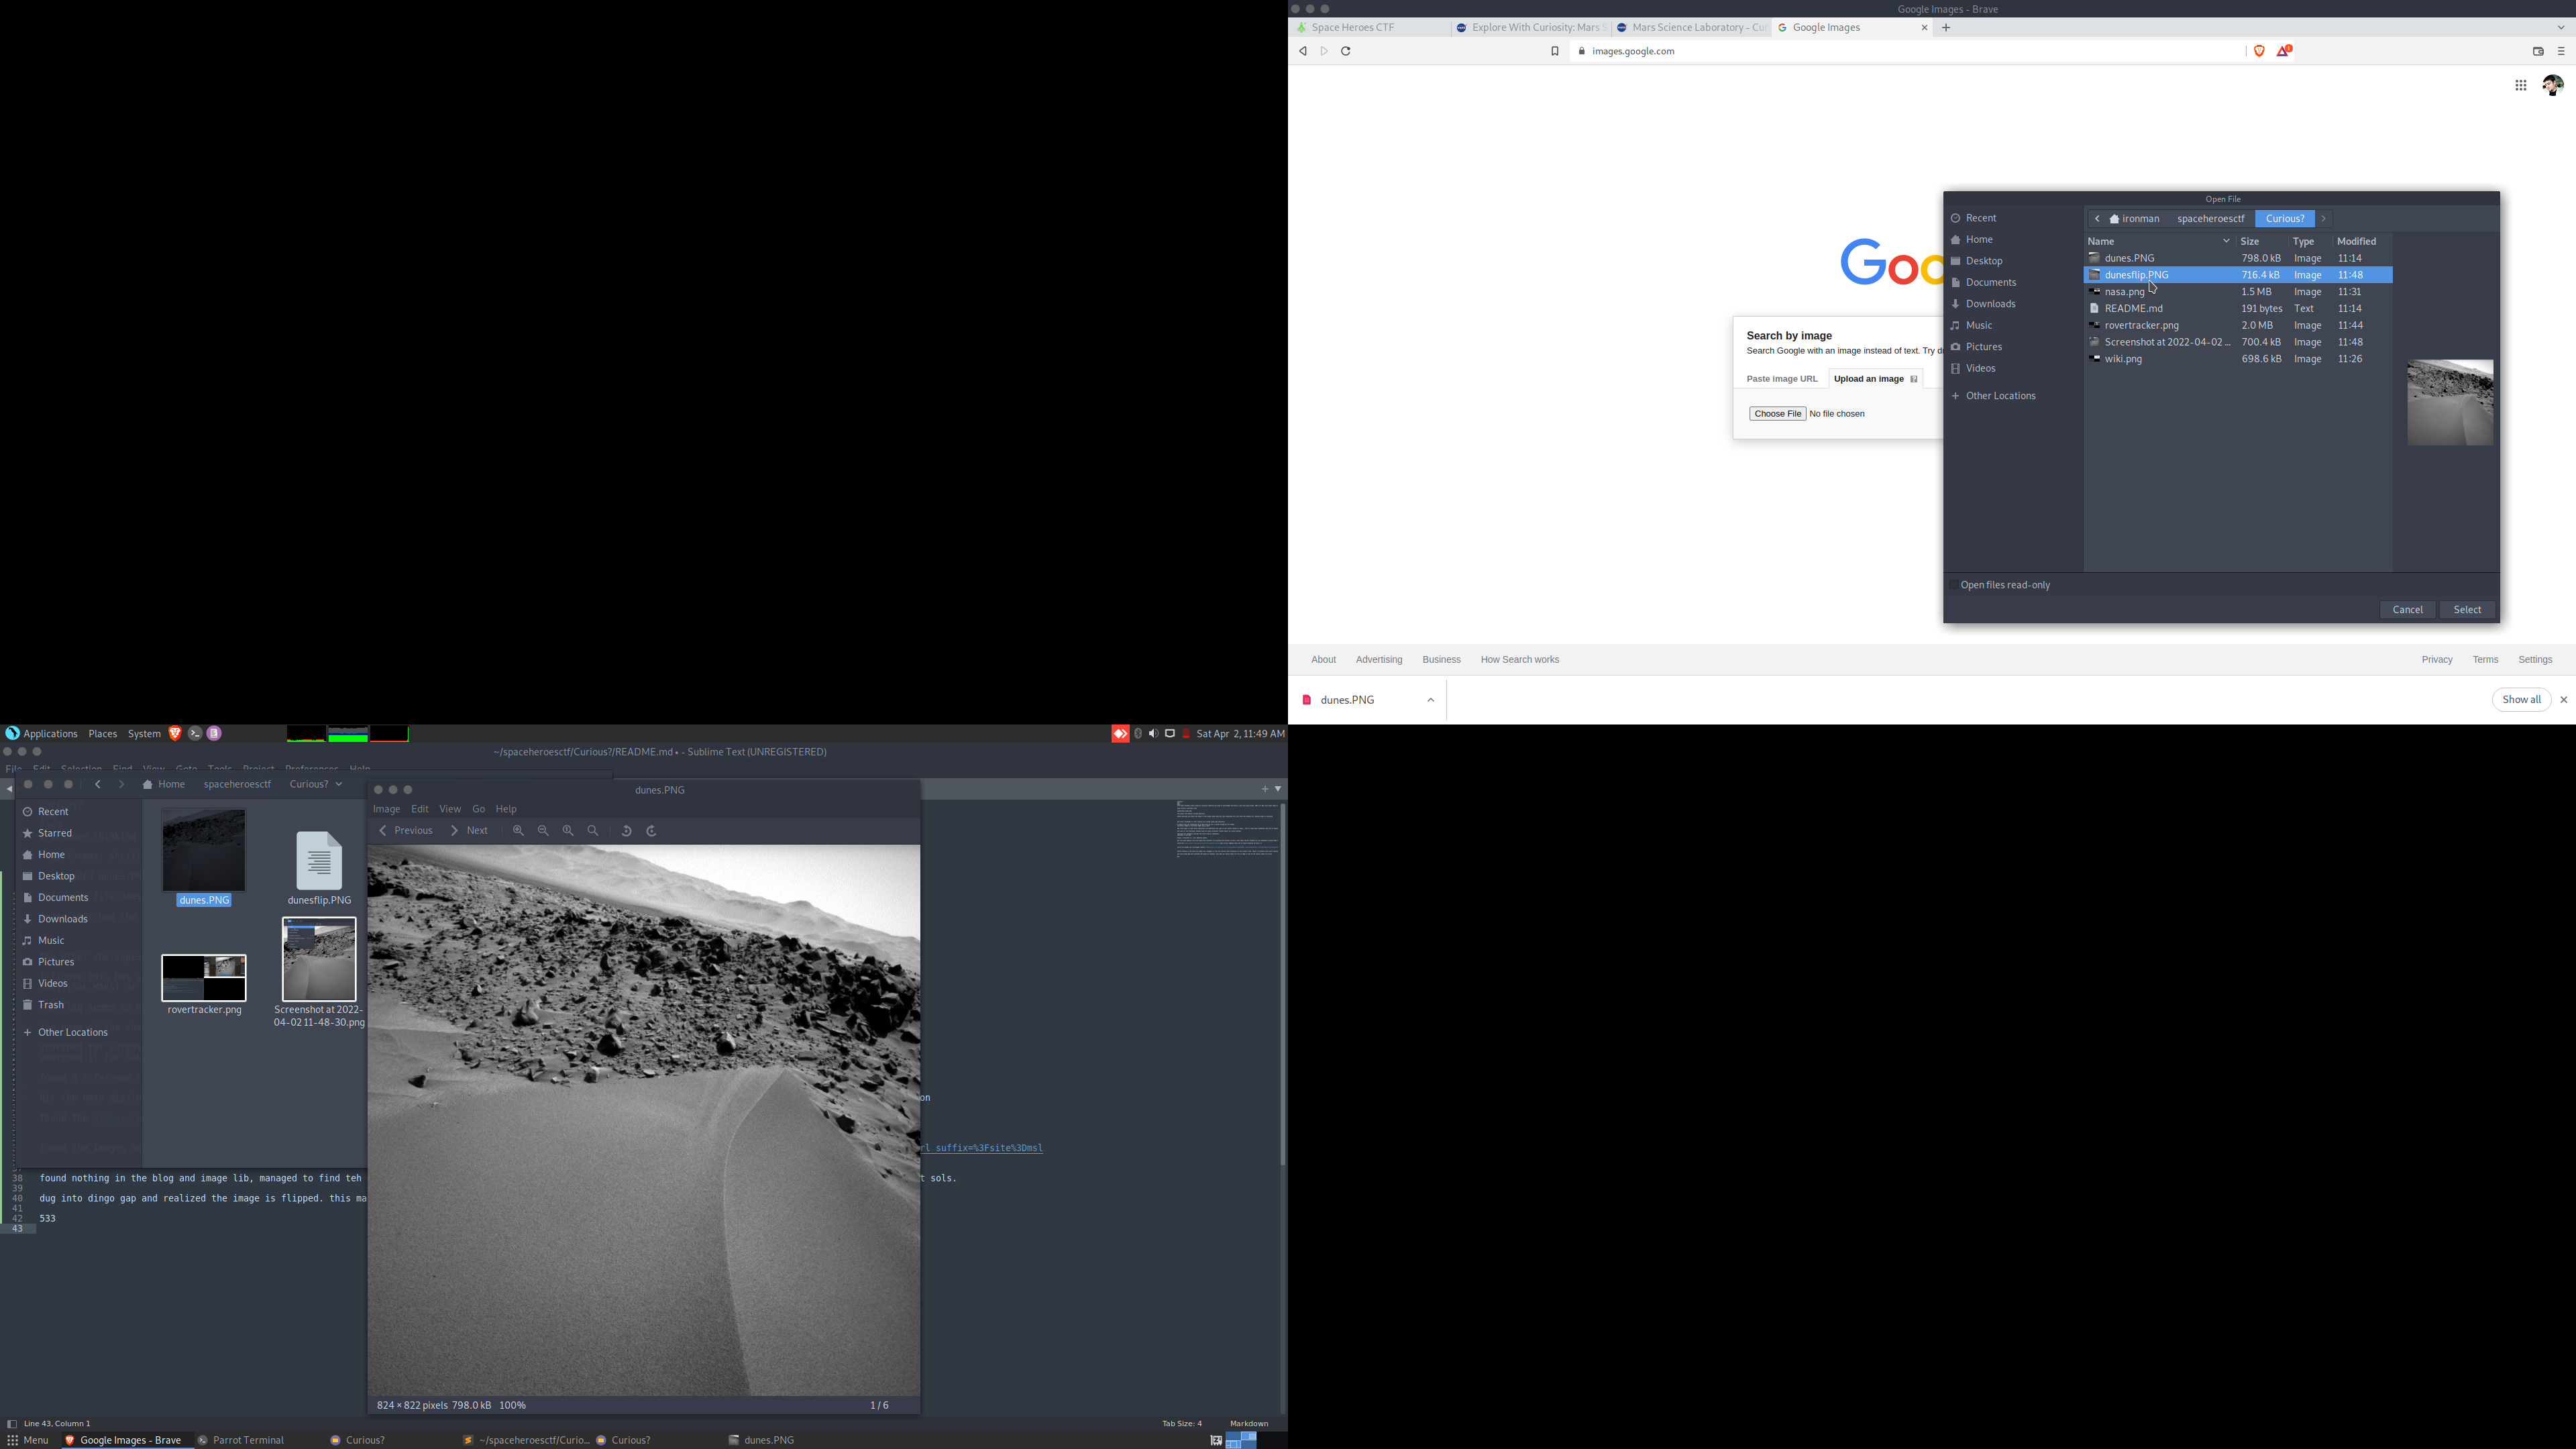 Google Images - Brave
Space Heroes CTF
Explore With Curiosity: Mars
Mars Science Laboratory - Cu
Google Images
images.google.com
Goo
Search by image
Search Google with an image instead of text. Try d
Paste image URL Upload an image
Choose File No file chosen
Open File
Recent
Home
Desktop
Documents
Downloads
Music
Pictures
Videos
Other Locations
ironman spaceheroesctf Curious?
Name Size Type Modified
dunes.PNG 798.0 kB Image 11:14
dunesflip.PNG 716.4 kB Image 11:48
nasa.png 1.5 MB Image 11:31
README.md 191 bytes Text 11:14
rovertracker.png 2.0 MB Image 11:44
Screenshot at 2022-04-02 ... 700.4 kB Image 11:48
wiki.png 698.6 kB Image 11:26
Open files read-only
Cancel Select
About Advertising Business How Search works
Privacy Terms Settings
dunes.PNG
Show all
Applications Places System
Sat Apr 2, 11:49 AM
~/spaceheroesctf/Curious?/README.md • - Sublime Text (UNREGISTERED)
File Edit Selection Find View Goto Tools Project Preferences Help
Home spaceheroesctf Curious?
Recent
Starred
Home
Desktop
Documents
Downloads
Music
Pictures
Videos
Trash
Other Locations
dunes.PNG
dunesflip.PNG
rovertracker.png
Screenshot at 2022-
04-02 11-48-30.png
dunes.PNG
Image Edit View Go Help
Previous Next
824 × 822 pixels 798.0 kB 100%
1 / 6
on
rl_suffix=%3Fsite%3Dmsl
38 found nothing in the blog and image lib, managed to find teh
t sols.
39
40 dug into dingo gap and realized the image is flipped. this ma
41
42 533
43
Line 43, Column 1
Tab Size: 4 Markdown
Menu Google Images - Brave Parrot Terminal Curious? ~/spaceheroesctf/Curio... Curious? dunes.PNG